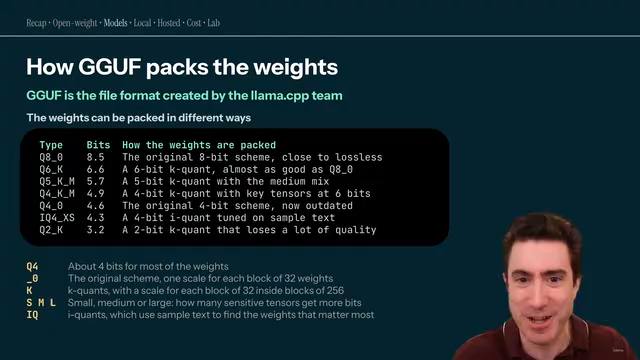 Recap • Open-weight • Models • Local • Hosted • Cost • Lab
How GGUF packs the weights
GGUF is the file format created by the llama.cpp team
The weights can be packed in different ways
Type Bits How the weights are packed
Q8_0 8.5 The original 8-bit scheme, close to lossless
Q6_K 6.6 A 6-bit k-quant, almost as good as Q8_0
Q5_K_M 5.7 A 5-bit k-quant with the medium mix
Q4_K_M 4.9 A 4-bit k-quant with key tensors at 6 bits
Q4_0 4.6 The original 4-bit scheme, now outdated
IQ4_XS 4.3 A 4-bit i-quant tuned on sample text
Q2_K 3.2 A 2-bit k-quant that loses a lot of quality
Q4 About 4 bits for most of the weights
_0 The original scheme, one scale for each block of 32 weights
K k-quants, with a scale for each block of 32 inside blocks of 256
S M L Small, medium or large: how many sensitive tensors get more bits
IQ i-quants, which use sample text to find the weights that matter most